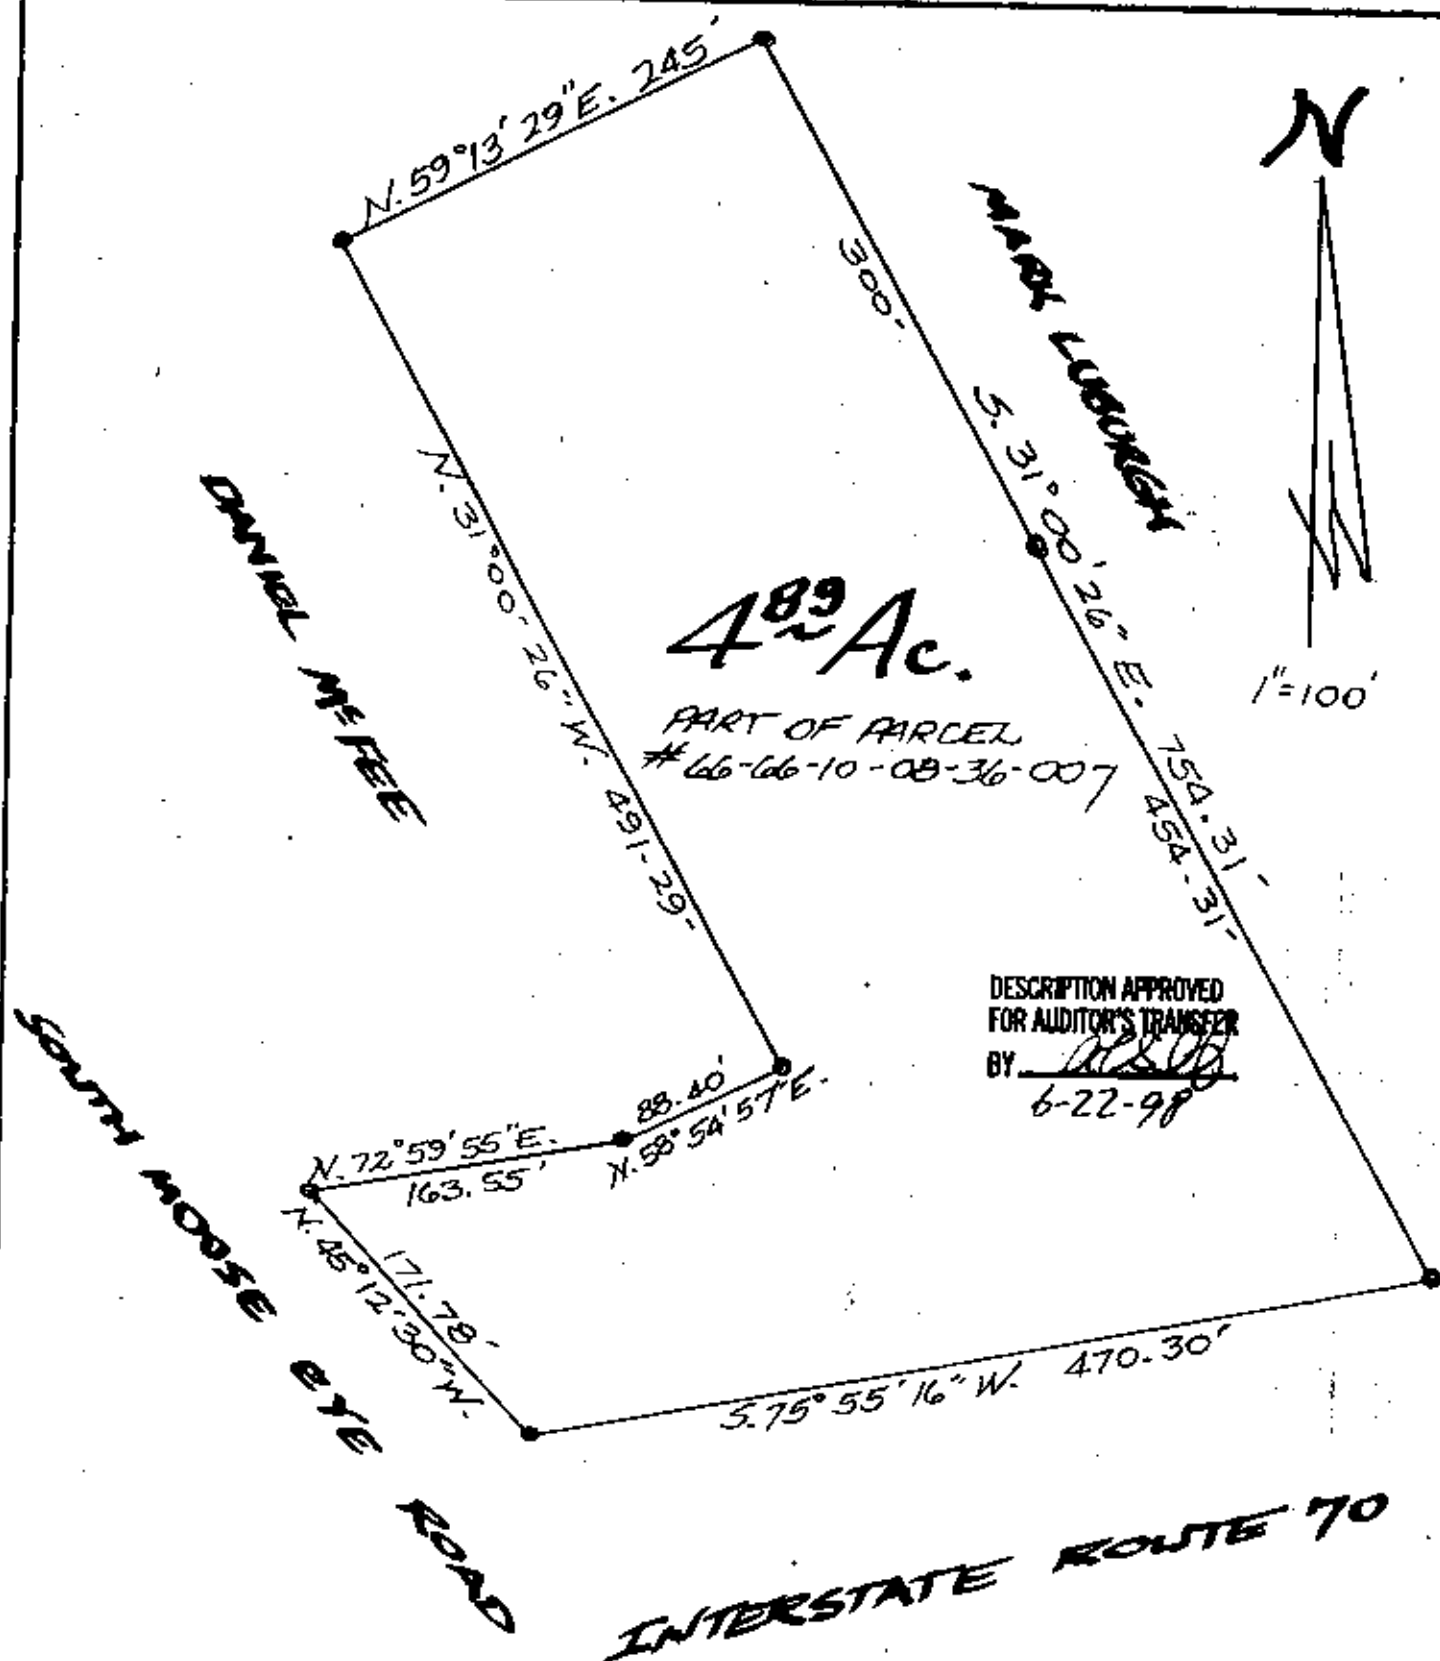 N. 59° 13' 29" E. 245'
N
300'
MARK LUBURGH
S. 31° 00' 26" E. 754.31'
454.31'
1"=100'
DANIEL McFEE
N. 31° 00' 26" W. 491.29'
4 89 Ac.
PART OF PARCEL
# 66-66-10-08-36-007
DESCRIPTION APPROVED
FOR AUDITOR'S TRANSFER
BY
6-22-98
88.40'
N. 58° 54' 57" E.
N. 72° 59' 55" E.
163.55'
171.78'
N. 45° 12' 30" W.
S. 75° 55' 16" W. 470.30'
SOUTH MOOSE EYE ROAD
INTERSTATE ROUTE 70